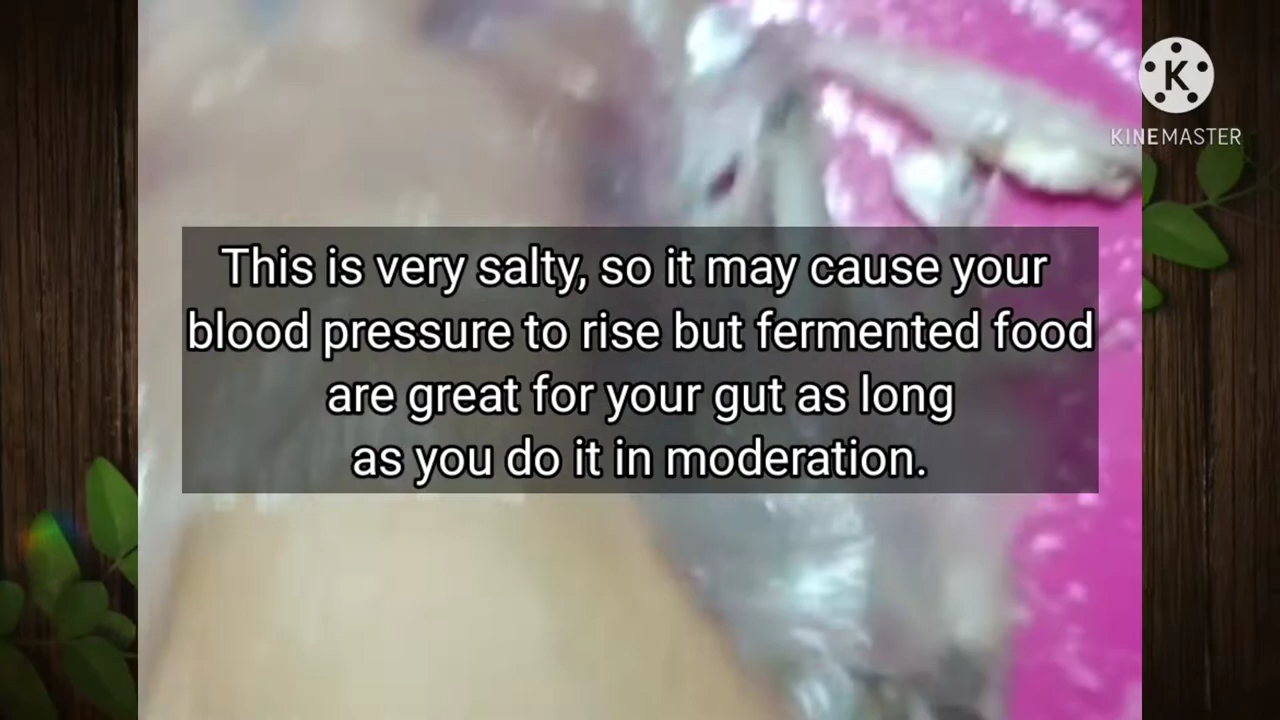 KINEMASTER
This is very salty, so it may cause your
blood pressure to rise but fermented food
are great for your gut as long
as you do it in moderation.